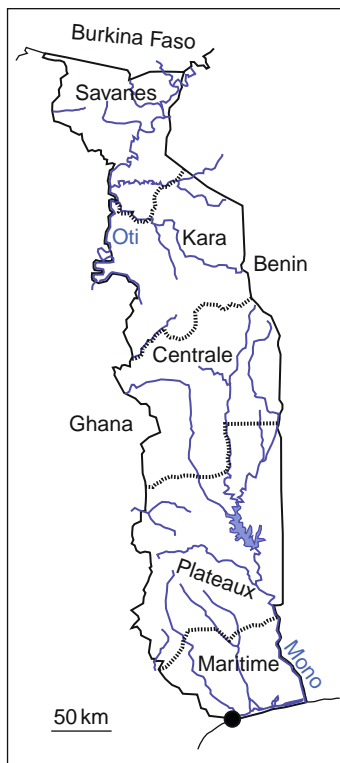 Burkina Faso
Savanes
Oti
Kara
Benin
Centrale
Ghana
Plateaux
Maritime
Mono
50 km